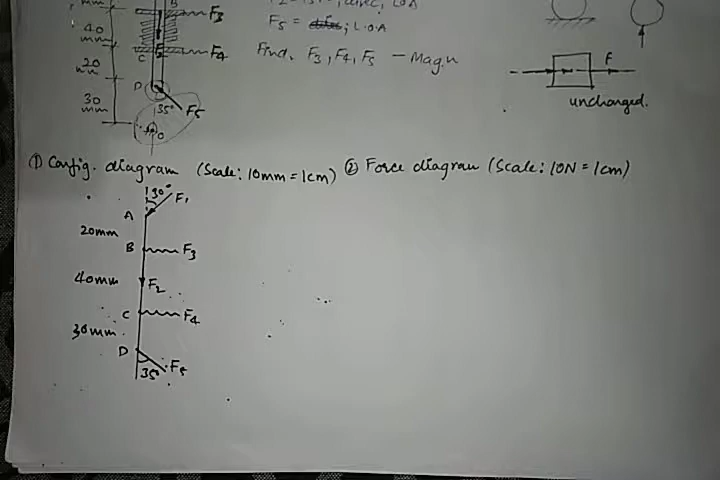 B
F3
40
mm
C
F4
20
mm
D
30
mm
35°
F5
O
F5 = ; L.O.A
Find. F3, F4, F5 – Magn
F
uncharged.
① Config. diagram (Scale: 10mm = 1cm) ② Force diagram (Scale: 10N = 1cm)
30°
F1
A
20mm
B
F3
40mm
F2
C
F4
30mm
D
35°
F5